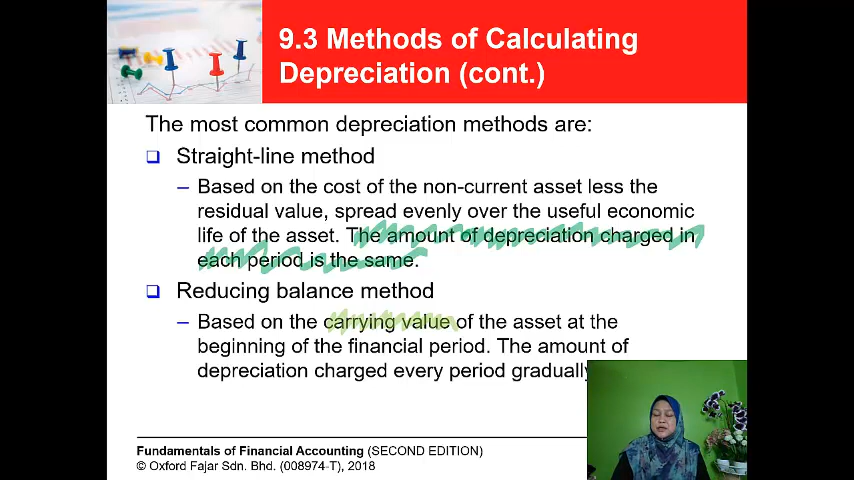 9.3 Methods of Calculating
Depreciation (cont.)
The most common depreciation methods are:
Straight-line method
– Based on the cost of the non-current asset less the
residual value, spread evenly over the useful economic
life of the asset. The amount of depreciation charged in
each period is the same.
Reducing balance method
– Based on the carrying value of the asset at the
beginning of the financial period. The amount of
depreciation charged every period gradually
Fundamentals of Financial Accounting (SECOND EDITION)
© Oxford Fajar Sdn. Bhd. (008974-T), 2018